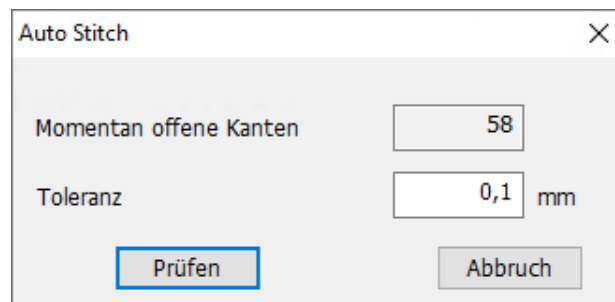 Auto Stitch
Momentan offene Kanten 58
Toleranz 0,1 mm
Prüfen Abbruch